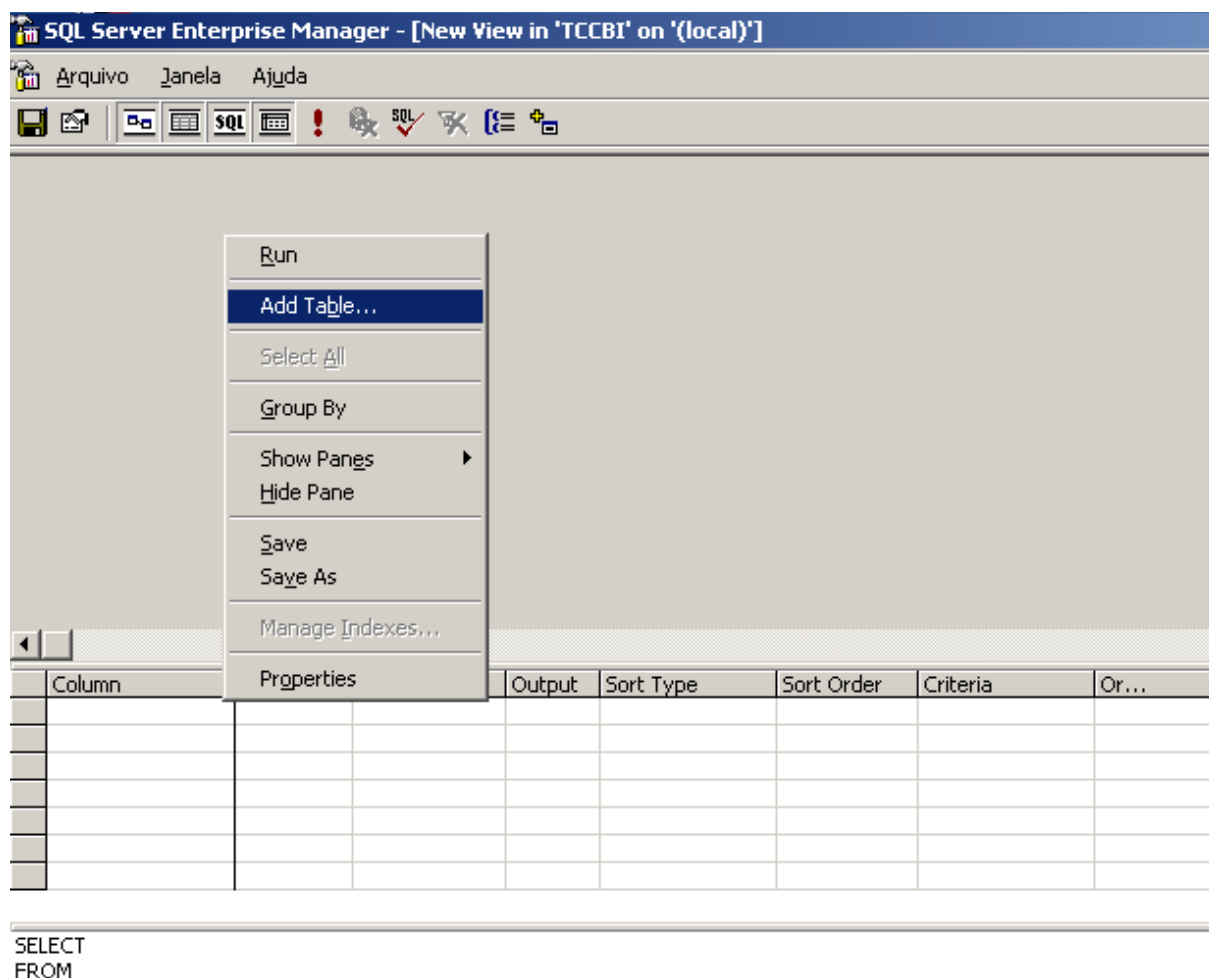 SQL Server Enterprise Manager - [New View in 'TCCBI' on '(local)']
Arquivo Janela Ajuda
SQL SQL
Run
Add Table...
Select All
Group By
Show Panes
Hide Pane
Save
Save As
Manage Indexes...
Properties
Column Output Sort Type Sort Order Criteria Or...
SELECT
FROM